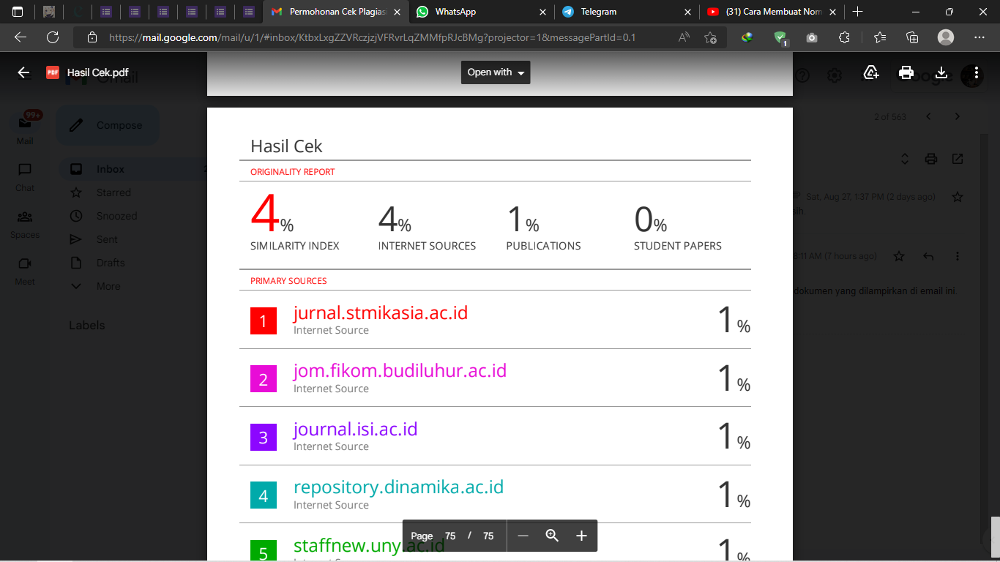 Permohonan Cek Plagias
WhatsApp
Telegram
(31) Cara Membuat Nom
https://mail.google.com/mail/u/1/#inbox/KtbxLxgZZVRczjzjVFRvrLqZMMfpRJcBMg?projector=1&messagePartId=0.1
1
PDF
Hasil Cek.pdf
Gmail
Open with
Google
99+
Mail
Compose
2 of 563
Chat
Inbox
2
Starred
Spaces
Snoozed
Sent
Meet
Drafts
More
Labels
Sat, Aug 27, 1:37 PM (2 days ago)
sih.
8:11 AM (7 hours ago)
dokumen yang dilampirkan di email ini.
Hasil Cek
ORIGINALITY REPORT
4% 4% 1% 0%
SIMILARITY INDEX INTERNET SOURCES PUBLICATIONS STUDENT PAPERS
PRIMARY SOURCES
1 jurnal.stmikasia.ac.id 1%
Internet Source
2 jom.fikom.budiluhur.ac.id 1%
Internet Source
3 journal.isi.ac.id 1%
Internet Source
4 repository.dinamika.ac.id 1%
Internet Source
5 staffnew.uny.ac.id 1%
Page 75 / 75